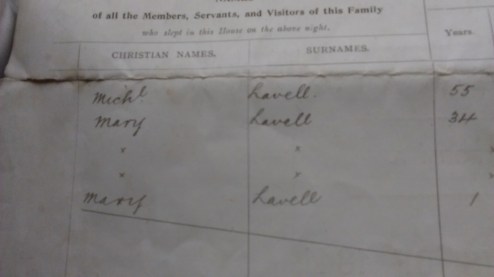 of all the Members, Servants, and Visitors of this Family
who slept in this House on the above night.
CHRISTIAN NAMES. SURNAMES. Years.
Michl Lavell. 55
Mary Lavell 34
" "
" "
Mary Lavell 1